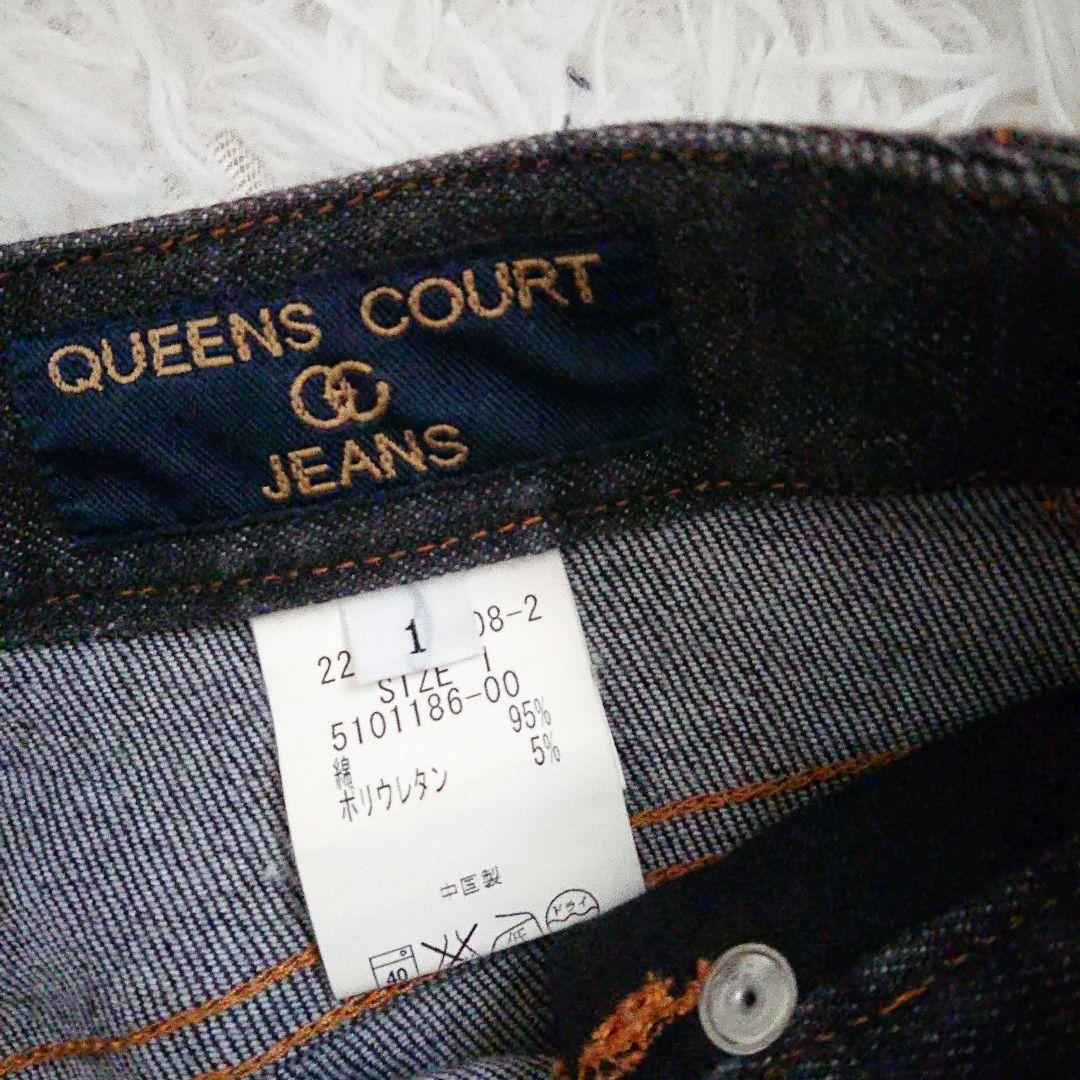 QUEENS COURT
JEANS
1
22 08-2
SIZE 1
5101186-00
綿 95%
ポリウレタン 5%
中国製
40
低
ドライ